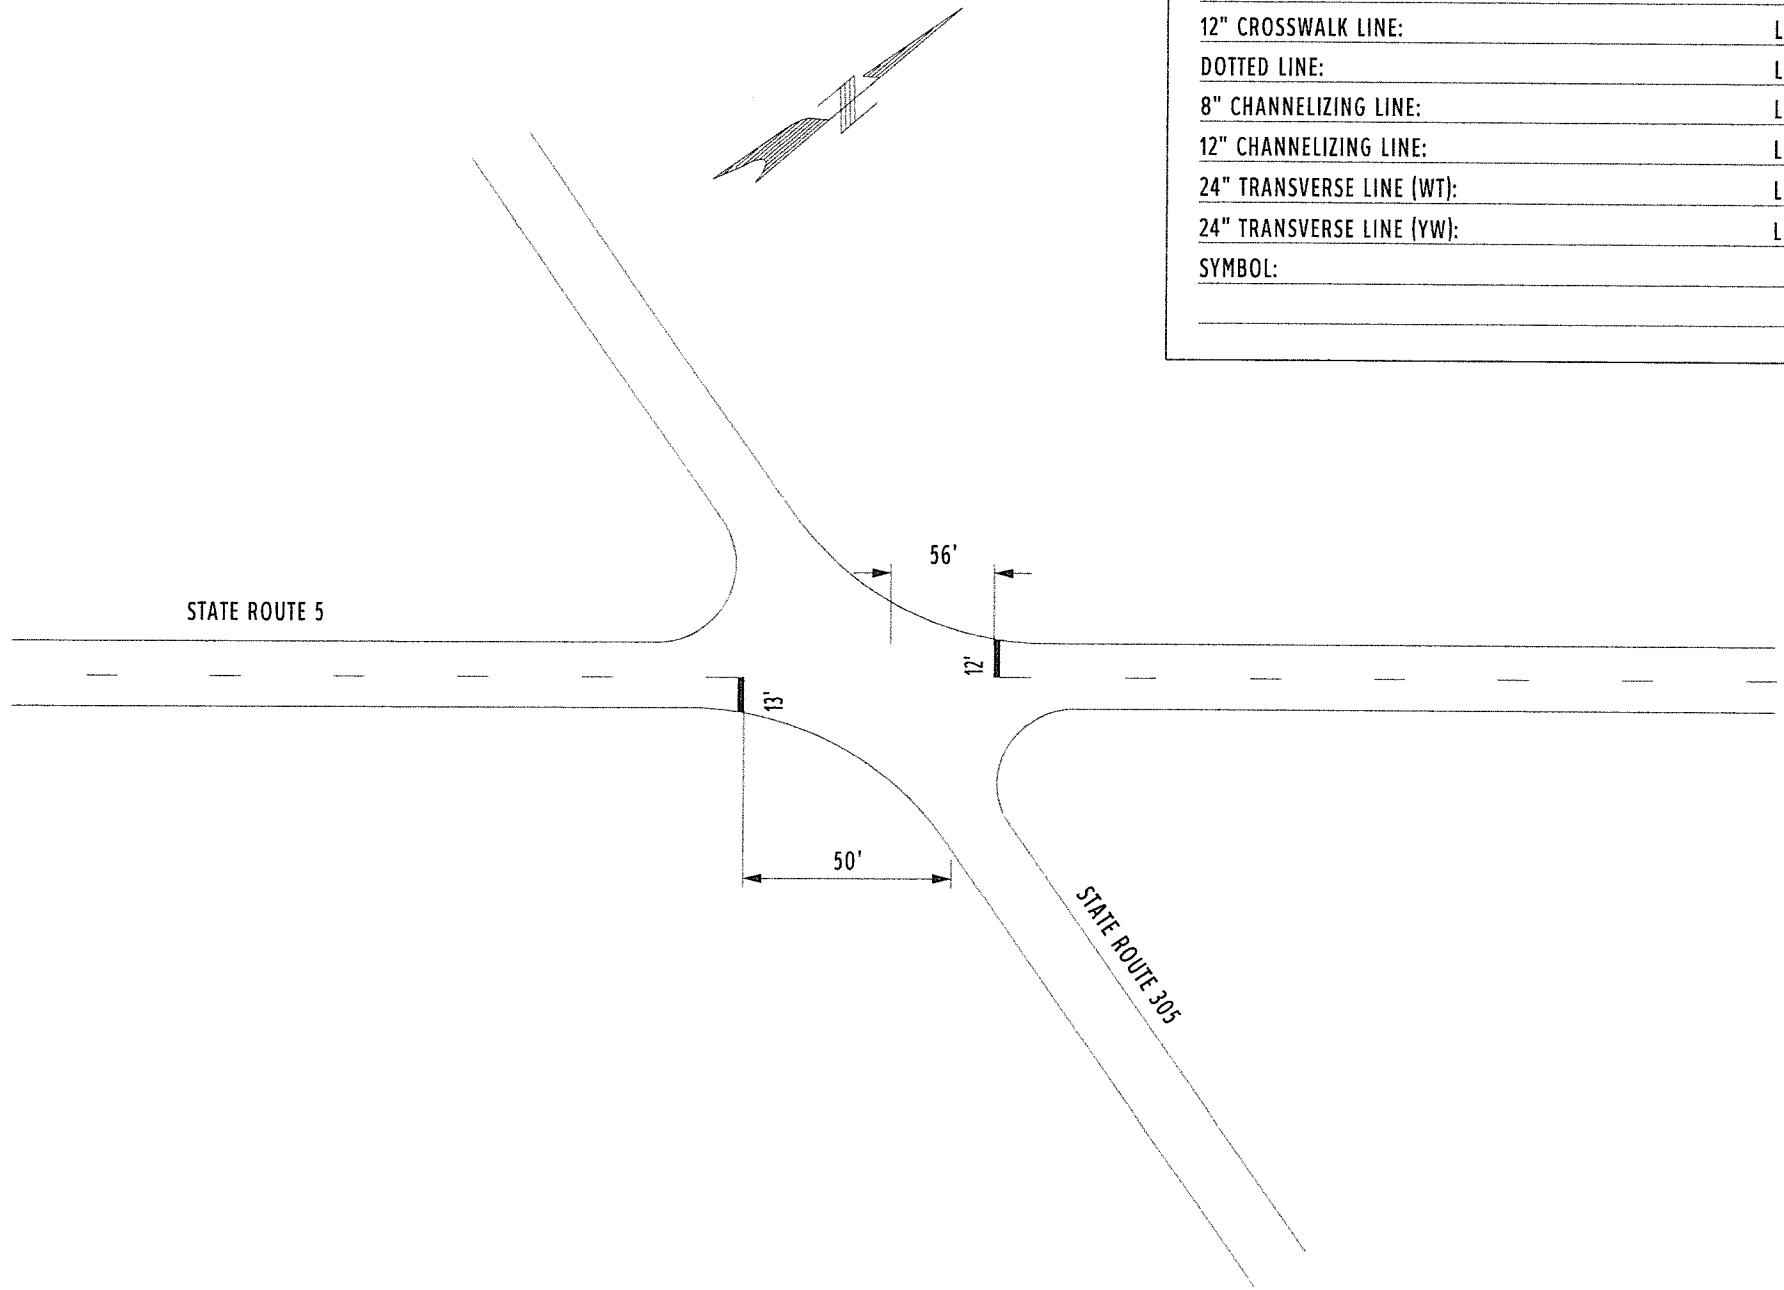 12" CROSSWALK LINE: L
DOTTED LINE: L
8" CHANNELIZING LINE: L
12" CHANNELIZING LINE: L
24" TRANSVERSE LINE (WT): L
24" TRANSVERSE LINE (YW): L
SYMBOL:
N
56'
STATE ROUTE 5
12'
13'
50'
STATE ROUTE 305